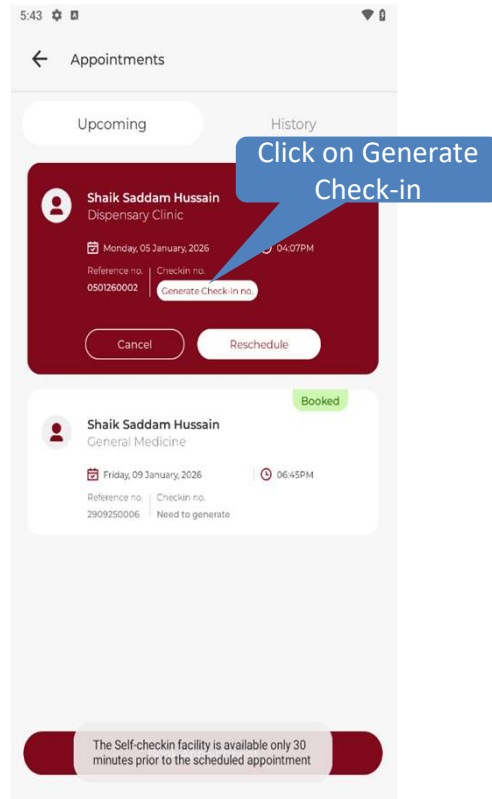 5:43
Appointments
Upcoming
History
Click on Generate
Check-in
Shaik Saddam Hussain
Dispensary Clinic
Monday, 05 January, 2026
04:07PM
Reference no.
Checkin no.
0501260002
Generate Check-In no.
Cancel
Reschedule
Booked
Shaik Saddam Hussain
General Medicine
Friday, 09 January, 2026
06:45PM
Reference no.
Checkin no.
2909250006
Need to generate
The Self-checkin facility is available only 30
minutes prior to the scheduled appointment